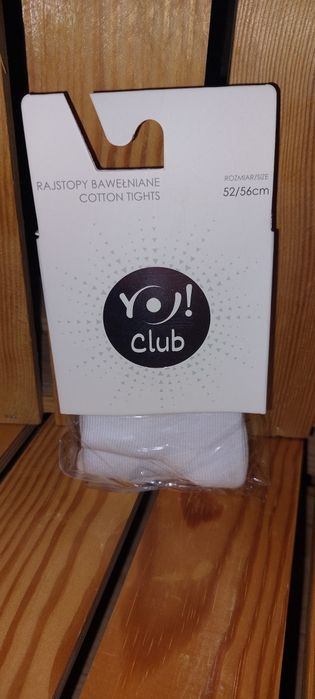 RAJSTOPY BAWEŁNIANE
COTTON TIGHTS
ROZMIAR/SIZE
52/56cm
YO!
Club